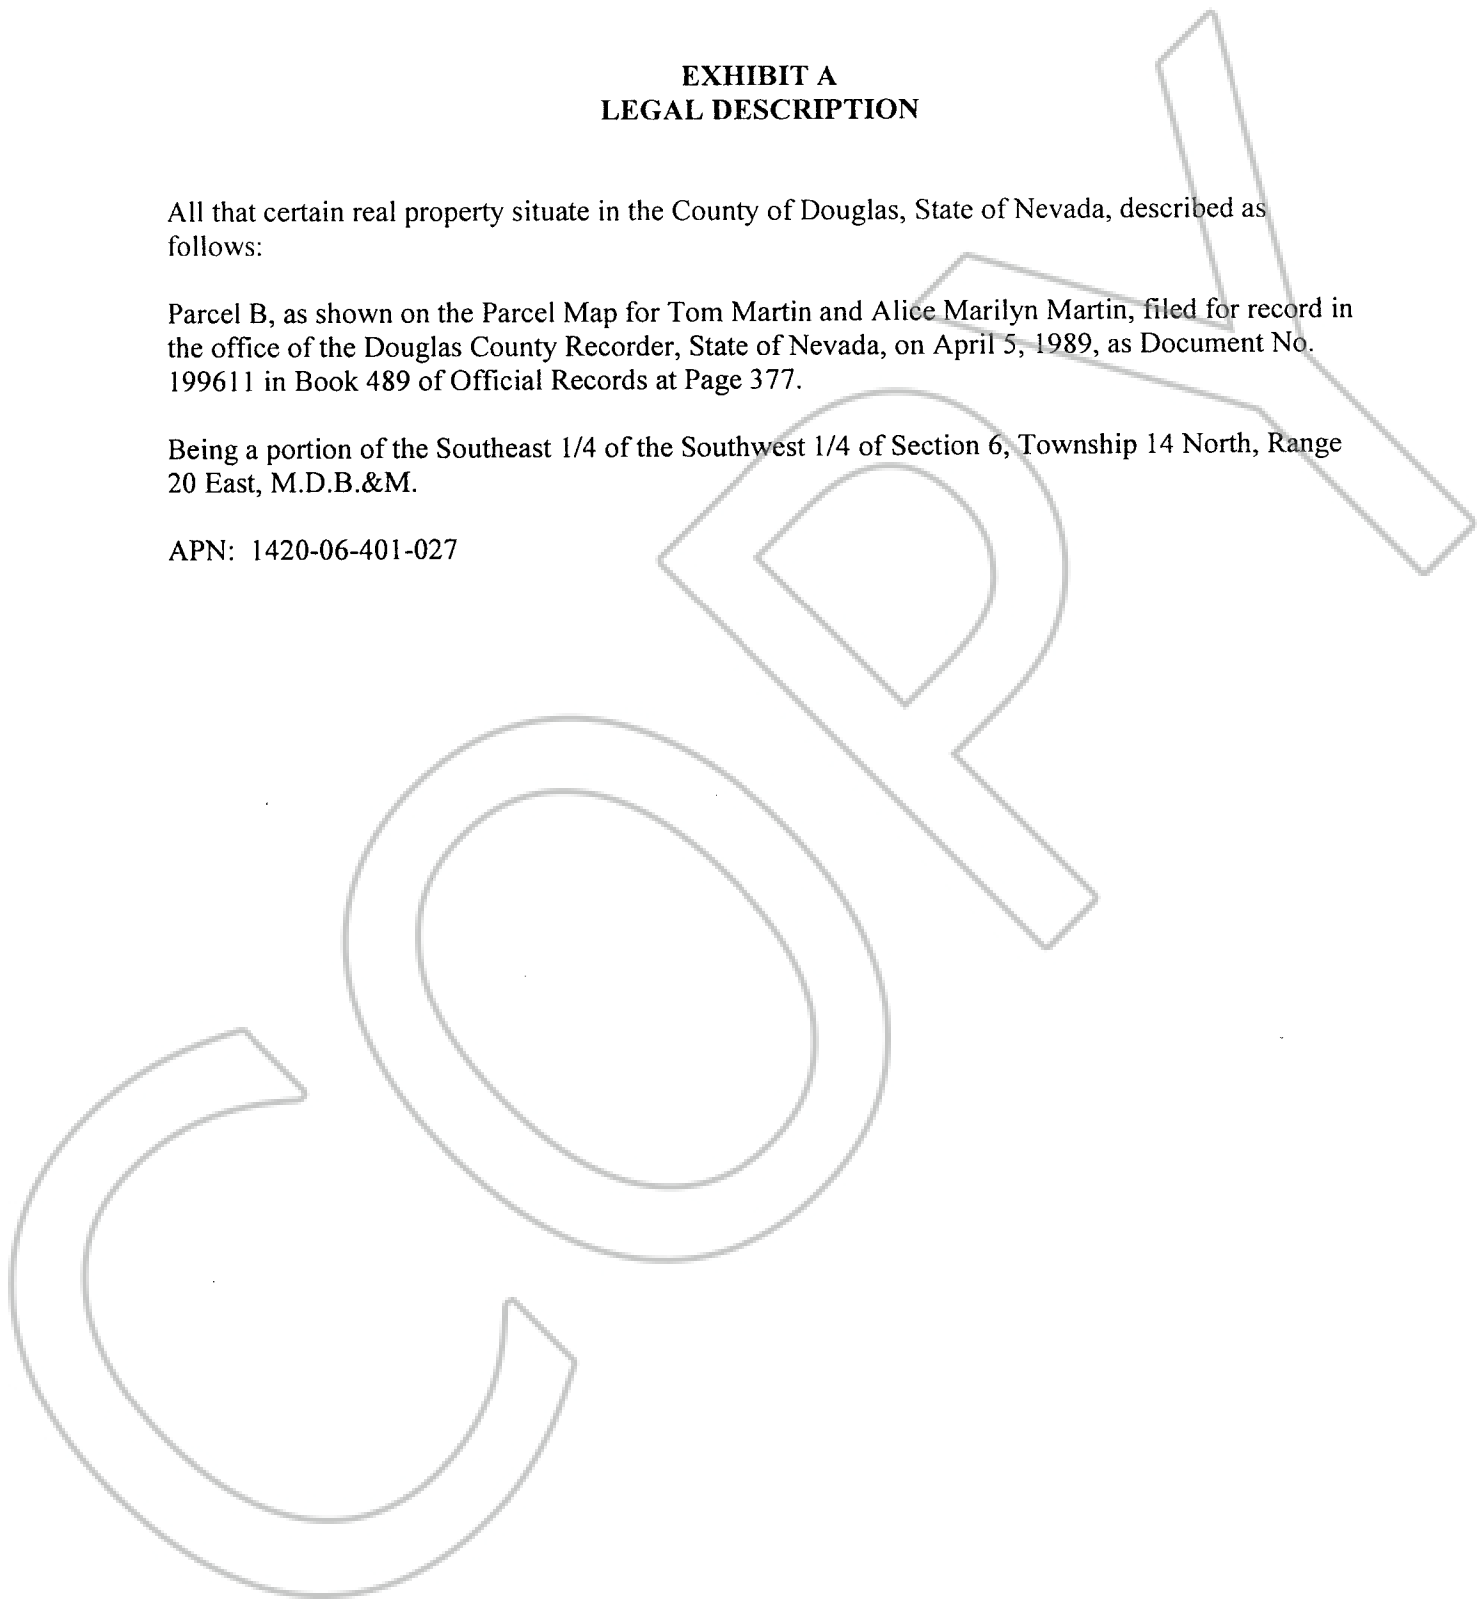 EXHIBIT A
LEGAL DESCRIPTION
All that certain real property situate in the County of Douglas, State of Nevada, described as
follows:
Parcel B, as shown on the Parcel Map for Tom Martin and Alice Marilyn Martin, filed for record in
the office of the Douglas County Recorder, State of Nevada, on April 5, 1989, as Document No.
199611 in Book 489 of Official Records at Page 377.
Being a portion of the Southeast 1/4 of the Southwest 1/4 of Section 6, Township 14 North, Range
20 East, M.D.B.&M.
APN: 1420-06-401-027
COPY